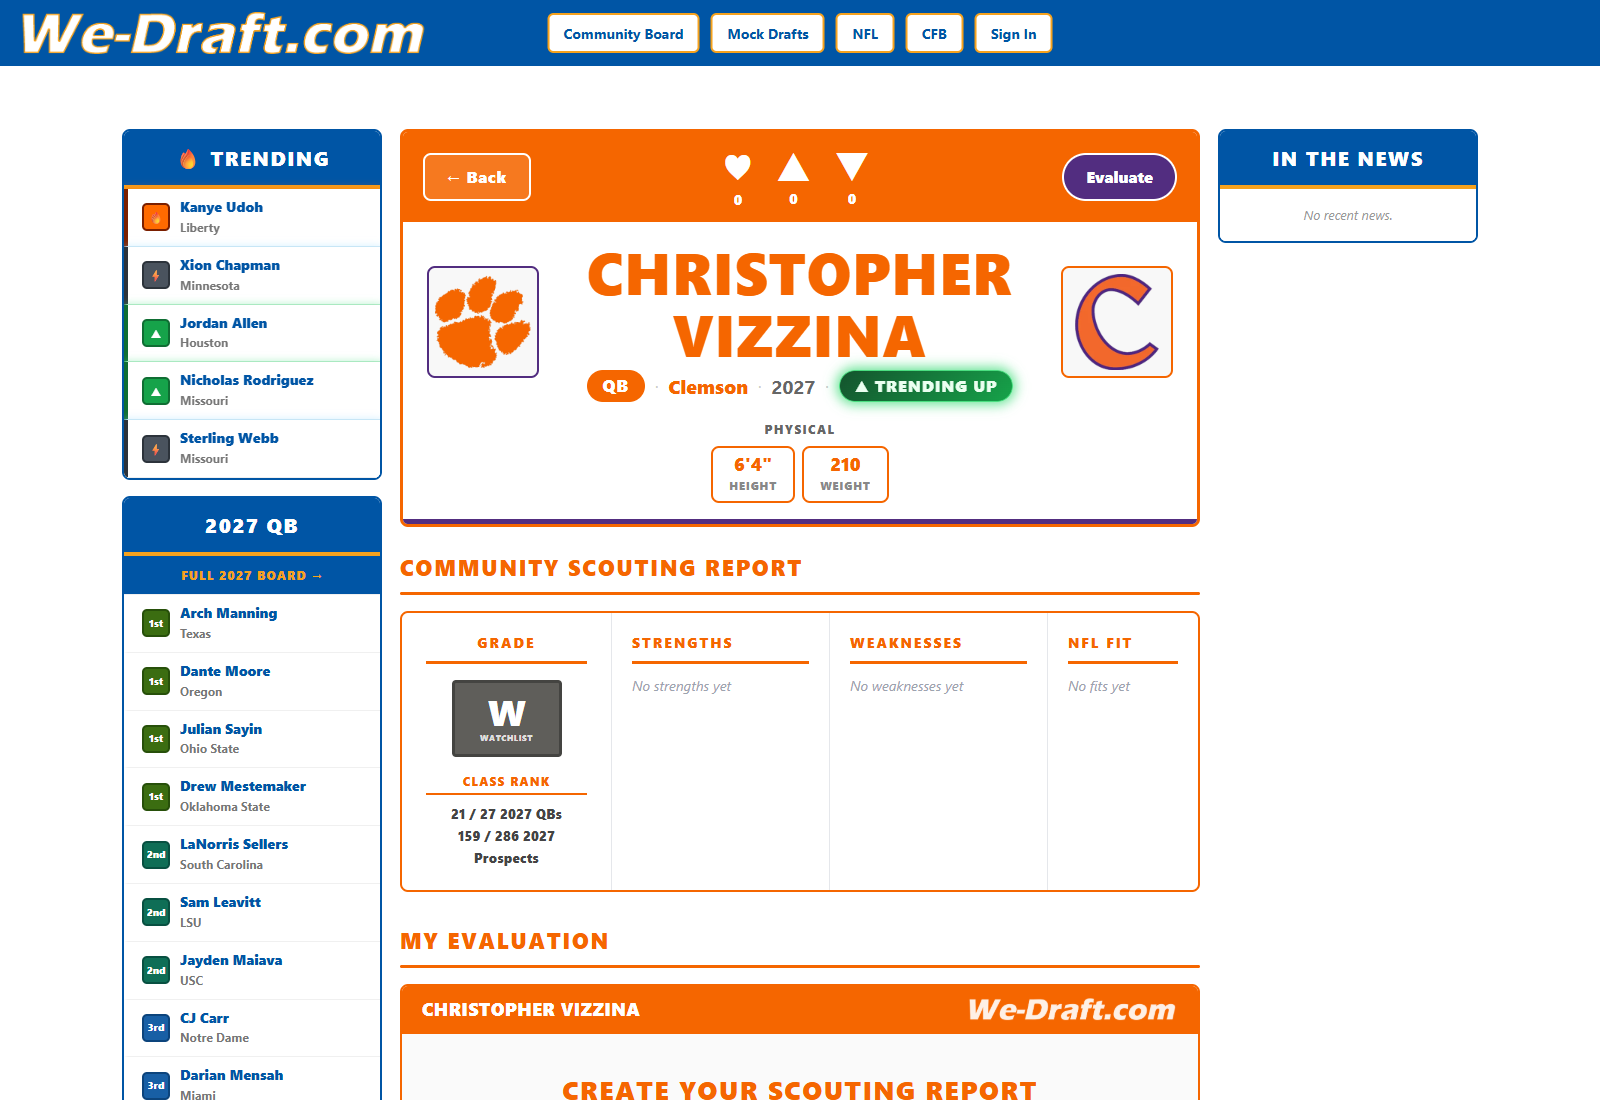 We-Draft.com
Community Board
Mock Drafts
NFL
CFB
Sign In
TRENDING
Kanye Udoh
Liberty
Xion Chapman
Minnesota
Jordan Allen
Houston
Nicholas Rodriguez
Missouri
Sterling Webb
Missouri
2027 QB
FULL 2027 BOARD →
1st
Arch Manning
Texas
1st
Dante Moore
Oregon
1st
Julian Sayin
Ohio State
1st
Drew Mestemaker
Oklahoma State
2nd
LaNorris Sellers
South Carolina
2nd
Sam Leavitt
LSU
2nd
Jayden Maiava
USC
3rd
CJ Carr
Notre Dame
3rd
Darian Mensah
Miami
← Back
0
0
0
Evaluate
CHRISTOPHER
VIZZINA
QB · Clemson · 2027 · ▲ TRENDING UP
PHYSICAL
6'4"
HEIGHT
210
WEIGHT
COMMUNITY SCOUTING REPORT
GRADE
W
WATCHLIST
CLASS RANK
21 / 27 2027 QBs
159 / 286 2027
Prospects
STRENGTHS
No strengths yet
WEAKNESSES
No weaknesses yet
NFL FIT
No fits yet
MY EVALUATION
CHRISTOPHER VIZZINA
We-Draft.com
CREATE YOUR SCOUTING REPORT
IN THE NEWS
No recent news.